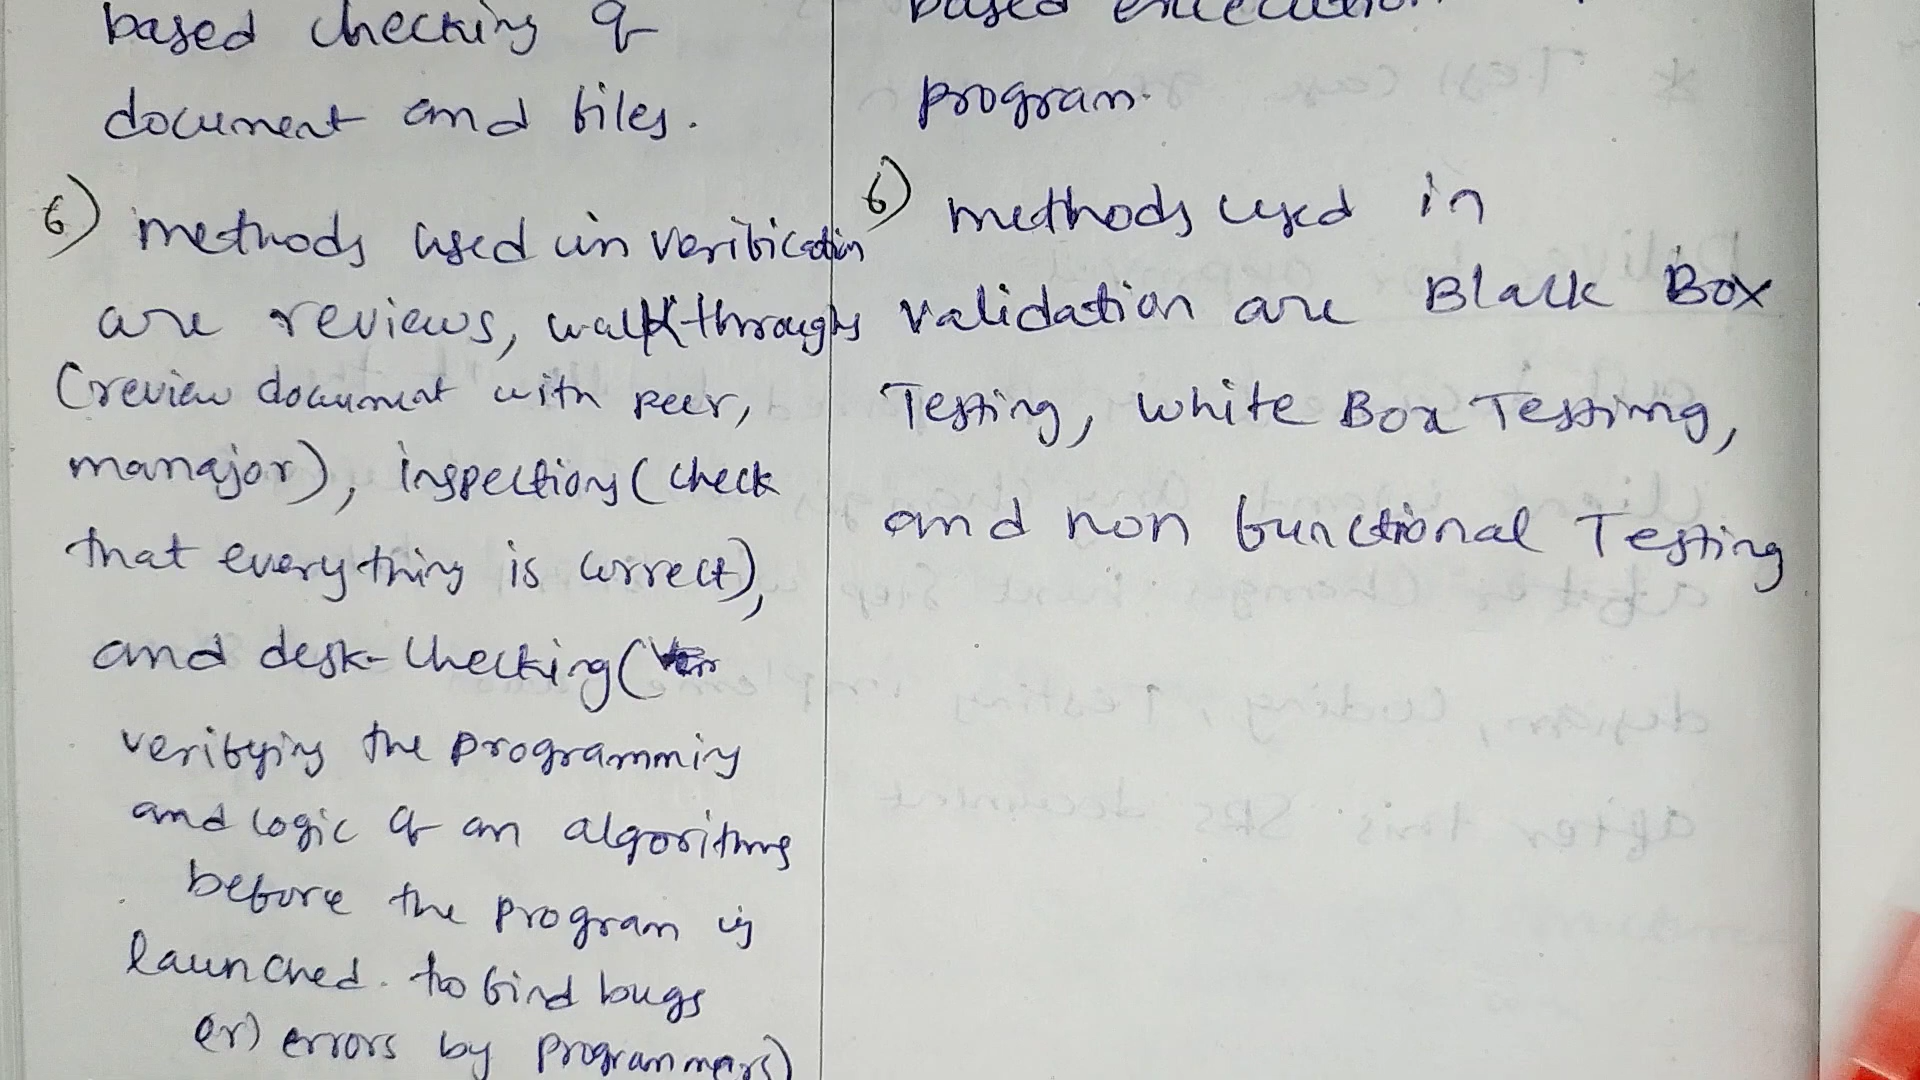 based checking of
document and files.
6) methods used in verification
are reviews, walkthroughs
(review document with peer,
manajor), inspections (check
that everything is correct),
and desk-checking (
verifying the programming
and logic of an algorithms
before the program is
launched. to find bugs
(or) errors by programmers)
based execution
program.
6) methods used in
validation are Black Box
Testing, White Box Testing,
and non functional Testing